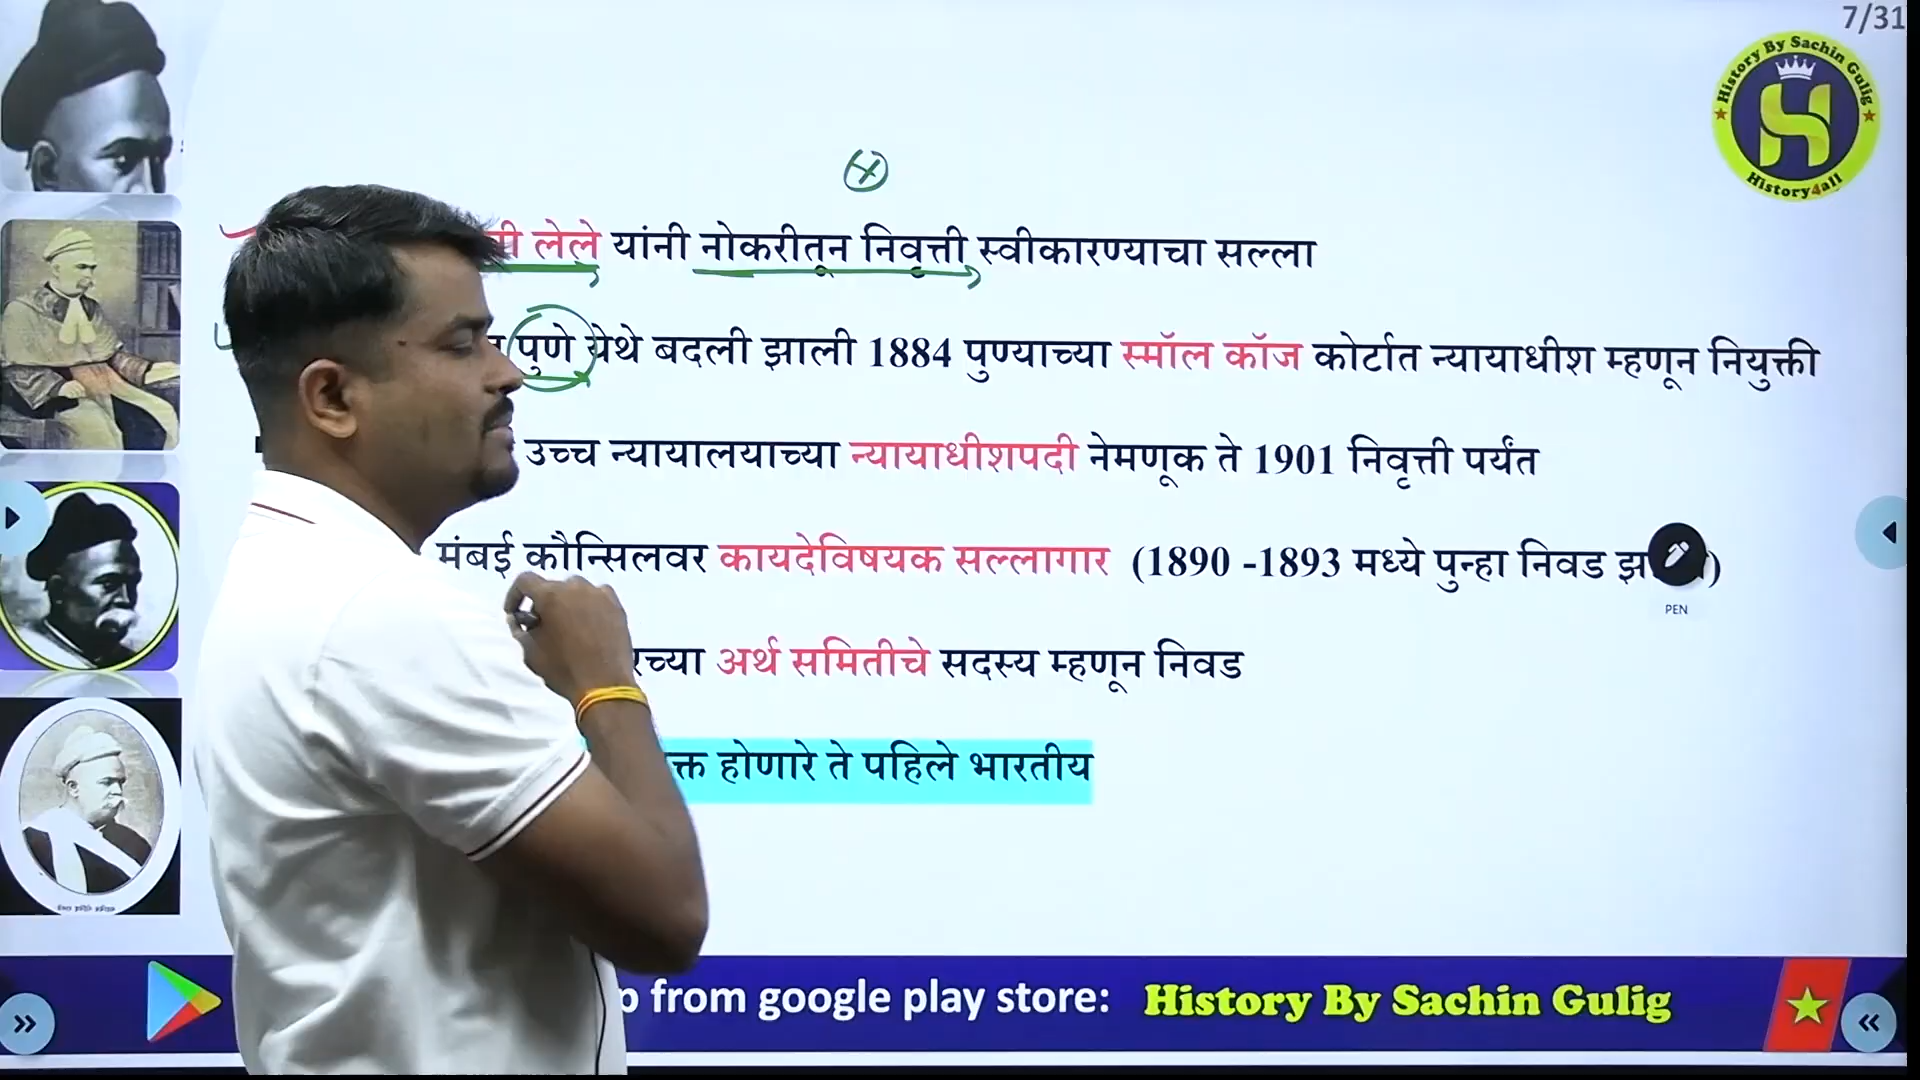 7/31
History By Sachin Gulig
History4all
लेले यांनी नोकरीतून निवृत्ती स्वीकारण्याचा सल्ला
पुणे येथे बदली झाली 1884 पुण्याच्या स्मॉल कॉज कोर्टात न्यायाधीश म्हणून नियुक्ती
उच्च न्यायालयाच्या न्यायाधीशपदी नेमणूक ते 1901 निवृत्ती पर्यंत
मंबई कौन्सिलवर कायदेविषयक सल्लागार (1890 -1893 मध्ये पुन्हा निवड
PEN
अर्थ समितीचे सदस्य म्हणून निवड
होणारे ते पहिले भारतीय
from google play store: History By Sachin Gulig